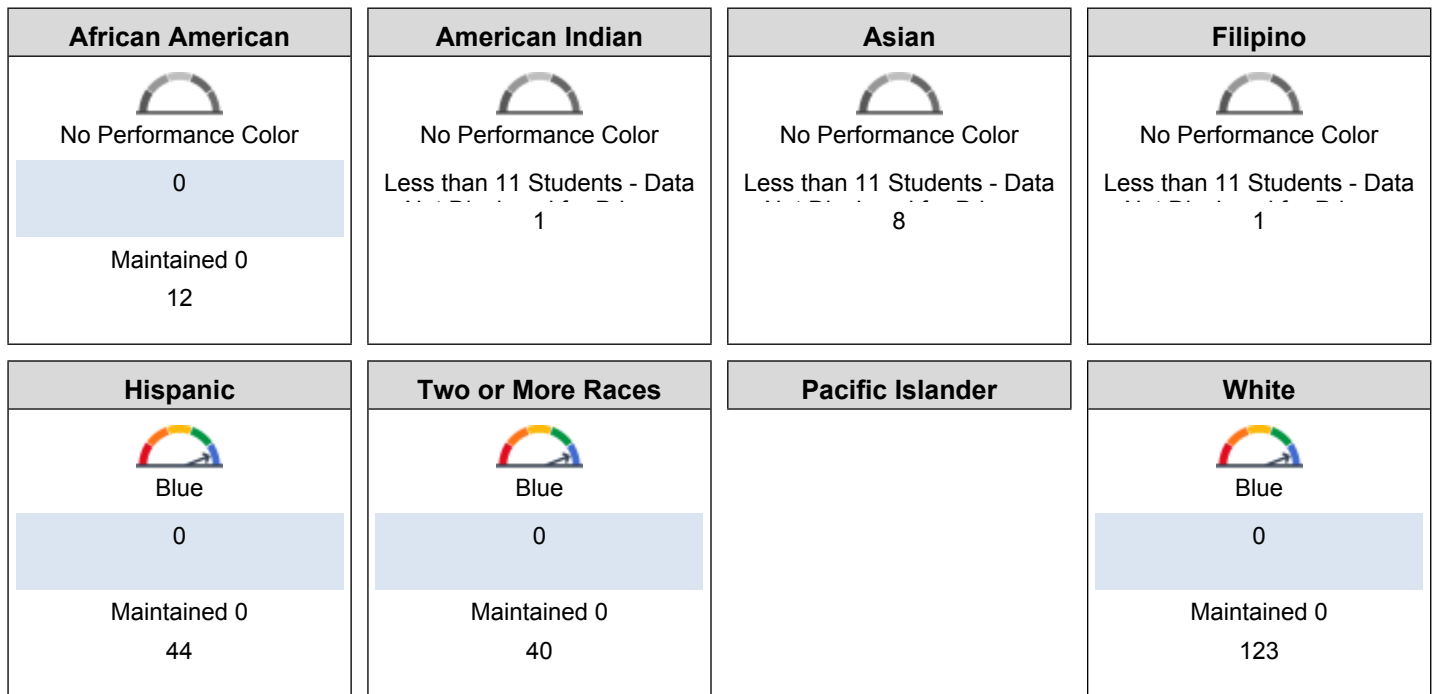 African American
No Performance Color
0
Maintained 0
12
American Indian
No Performance Color
Less than 11 Students - Data
1
Asian
No Performance Color
Less than 11 Students - Data
8
Filipino
No Performance Color
Less than 11 Students - Data
1
Hispanic
Blue
0
Maintained 0
44
Two or More Races
Blue
0
Maintained 0
40
Pacific Islander
White
Blue
0
Maintained 0
123